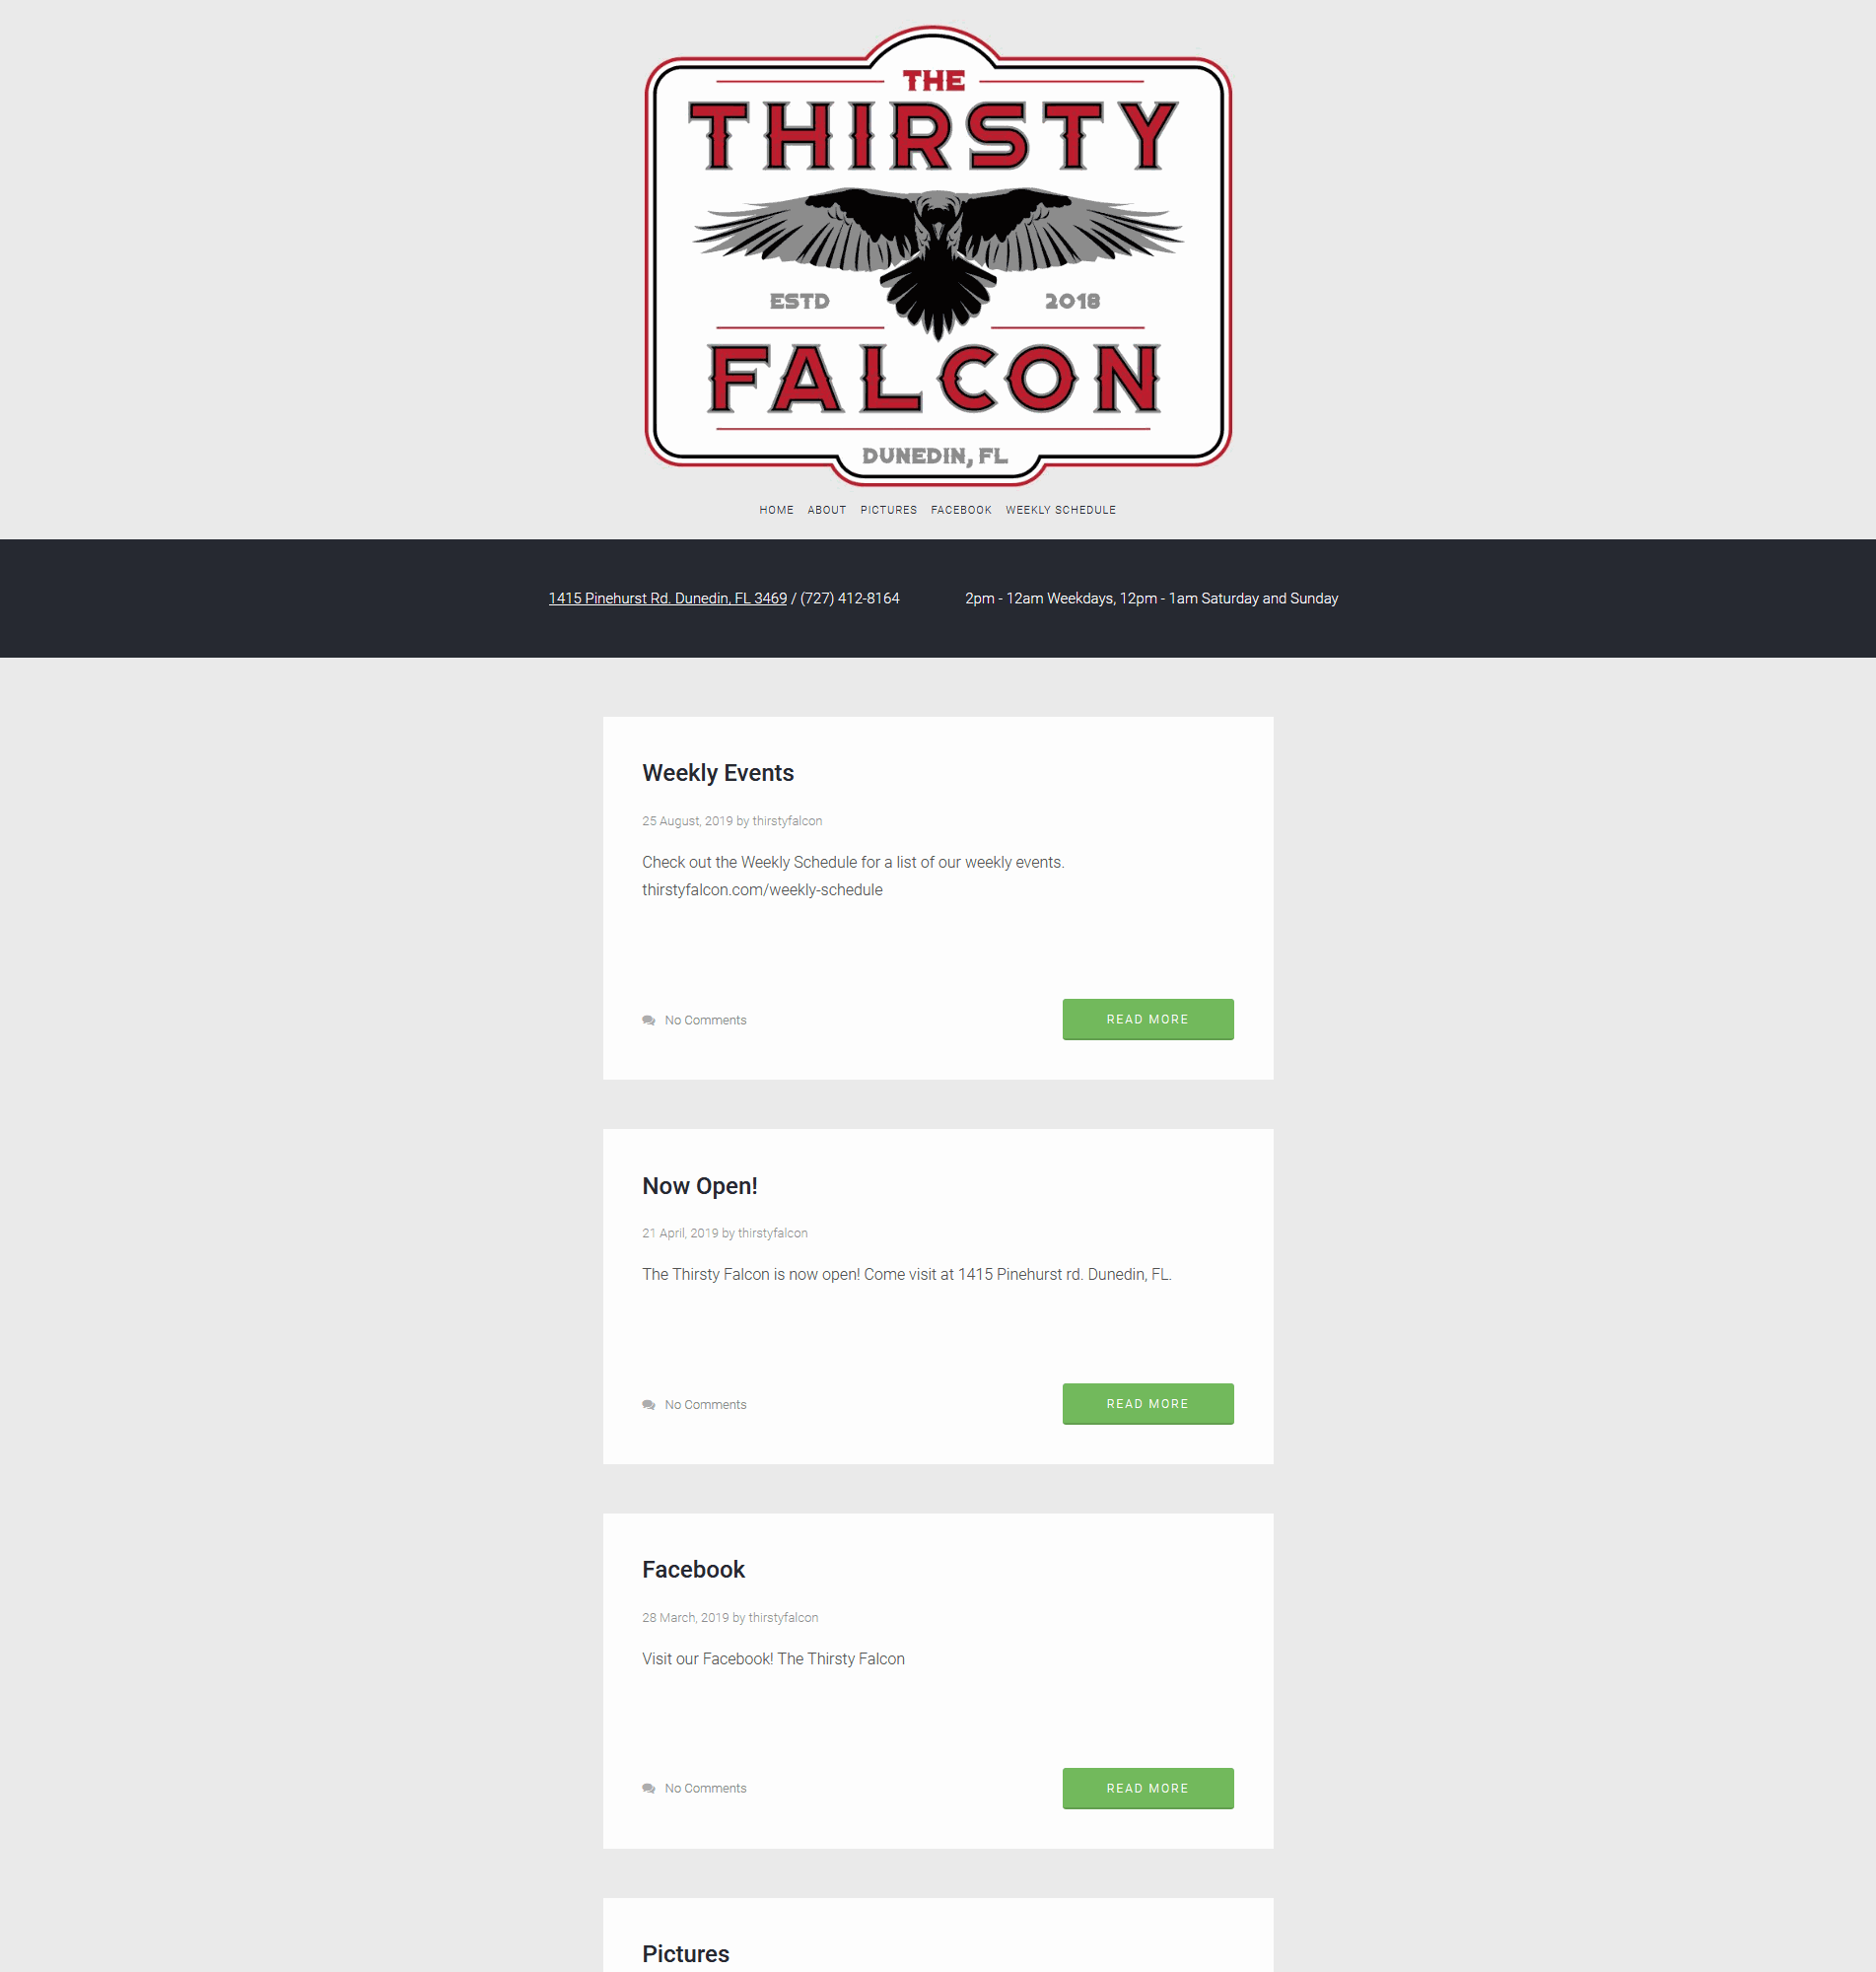 THE
THIRSTY
ESTD 2018
FALCON
DUNEDIN, FL
HOME ABOUT PICTURES FACEBOOK WEEKLY SCHEDULE
1415 Pinehurst Rd. Dunedin, FL 3469 / (727) 412-8164 2pm - 12am Weekdays, 12pm - 1am Saturday and Sunday
Weekly Events
25 August, 2019 by thirstyfalcon
Check out the Weekly Schedule for a list of our weekly events.
thirstyfalcon.com/weekly-schedule
No Comments READ MORE
Now Open!
21 April, 2019 by thirstyfalcon
The Thirsty Falcon is now open! Come visit at 1415 Pinehurst rd. Dunedin, FL.
No Comments READ MORE
Facebook
28 March, 2019 by thirstyfalcon
Visit our Facebook! The Thirsty Falcon
No Comments READ MORE
Pictures